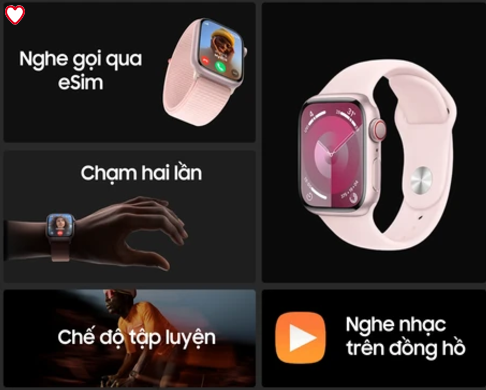 Nghe gọi qua
eSim
Chạm hai lần
Chế độ tập luyện
Nghe nhạc
trên đồng hồ